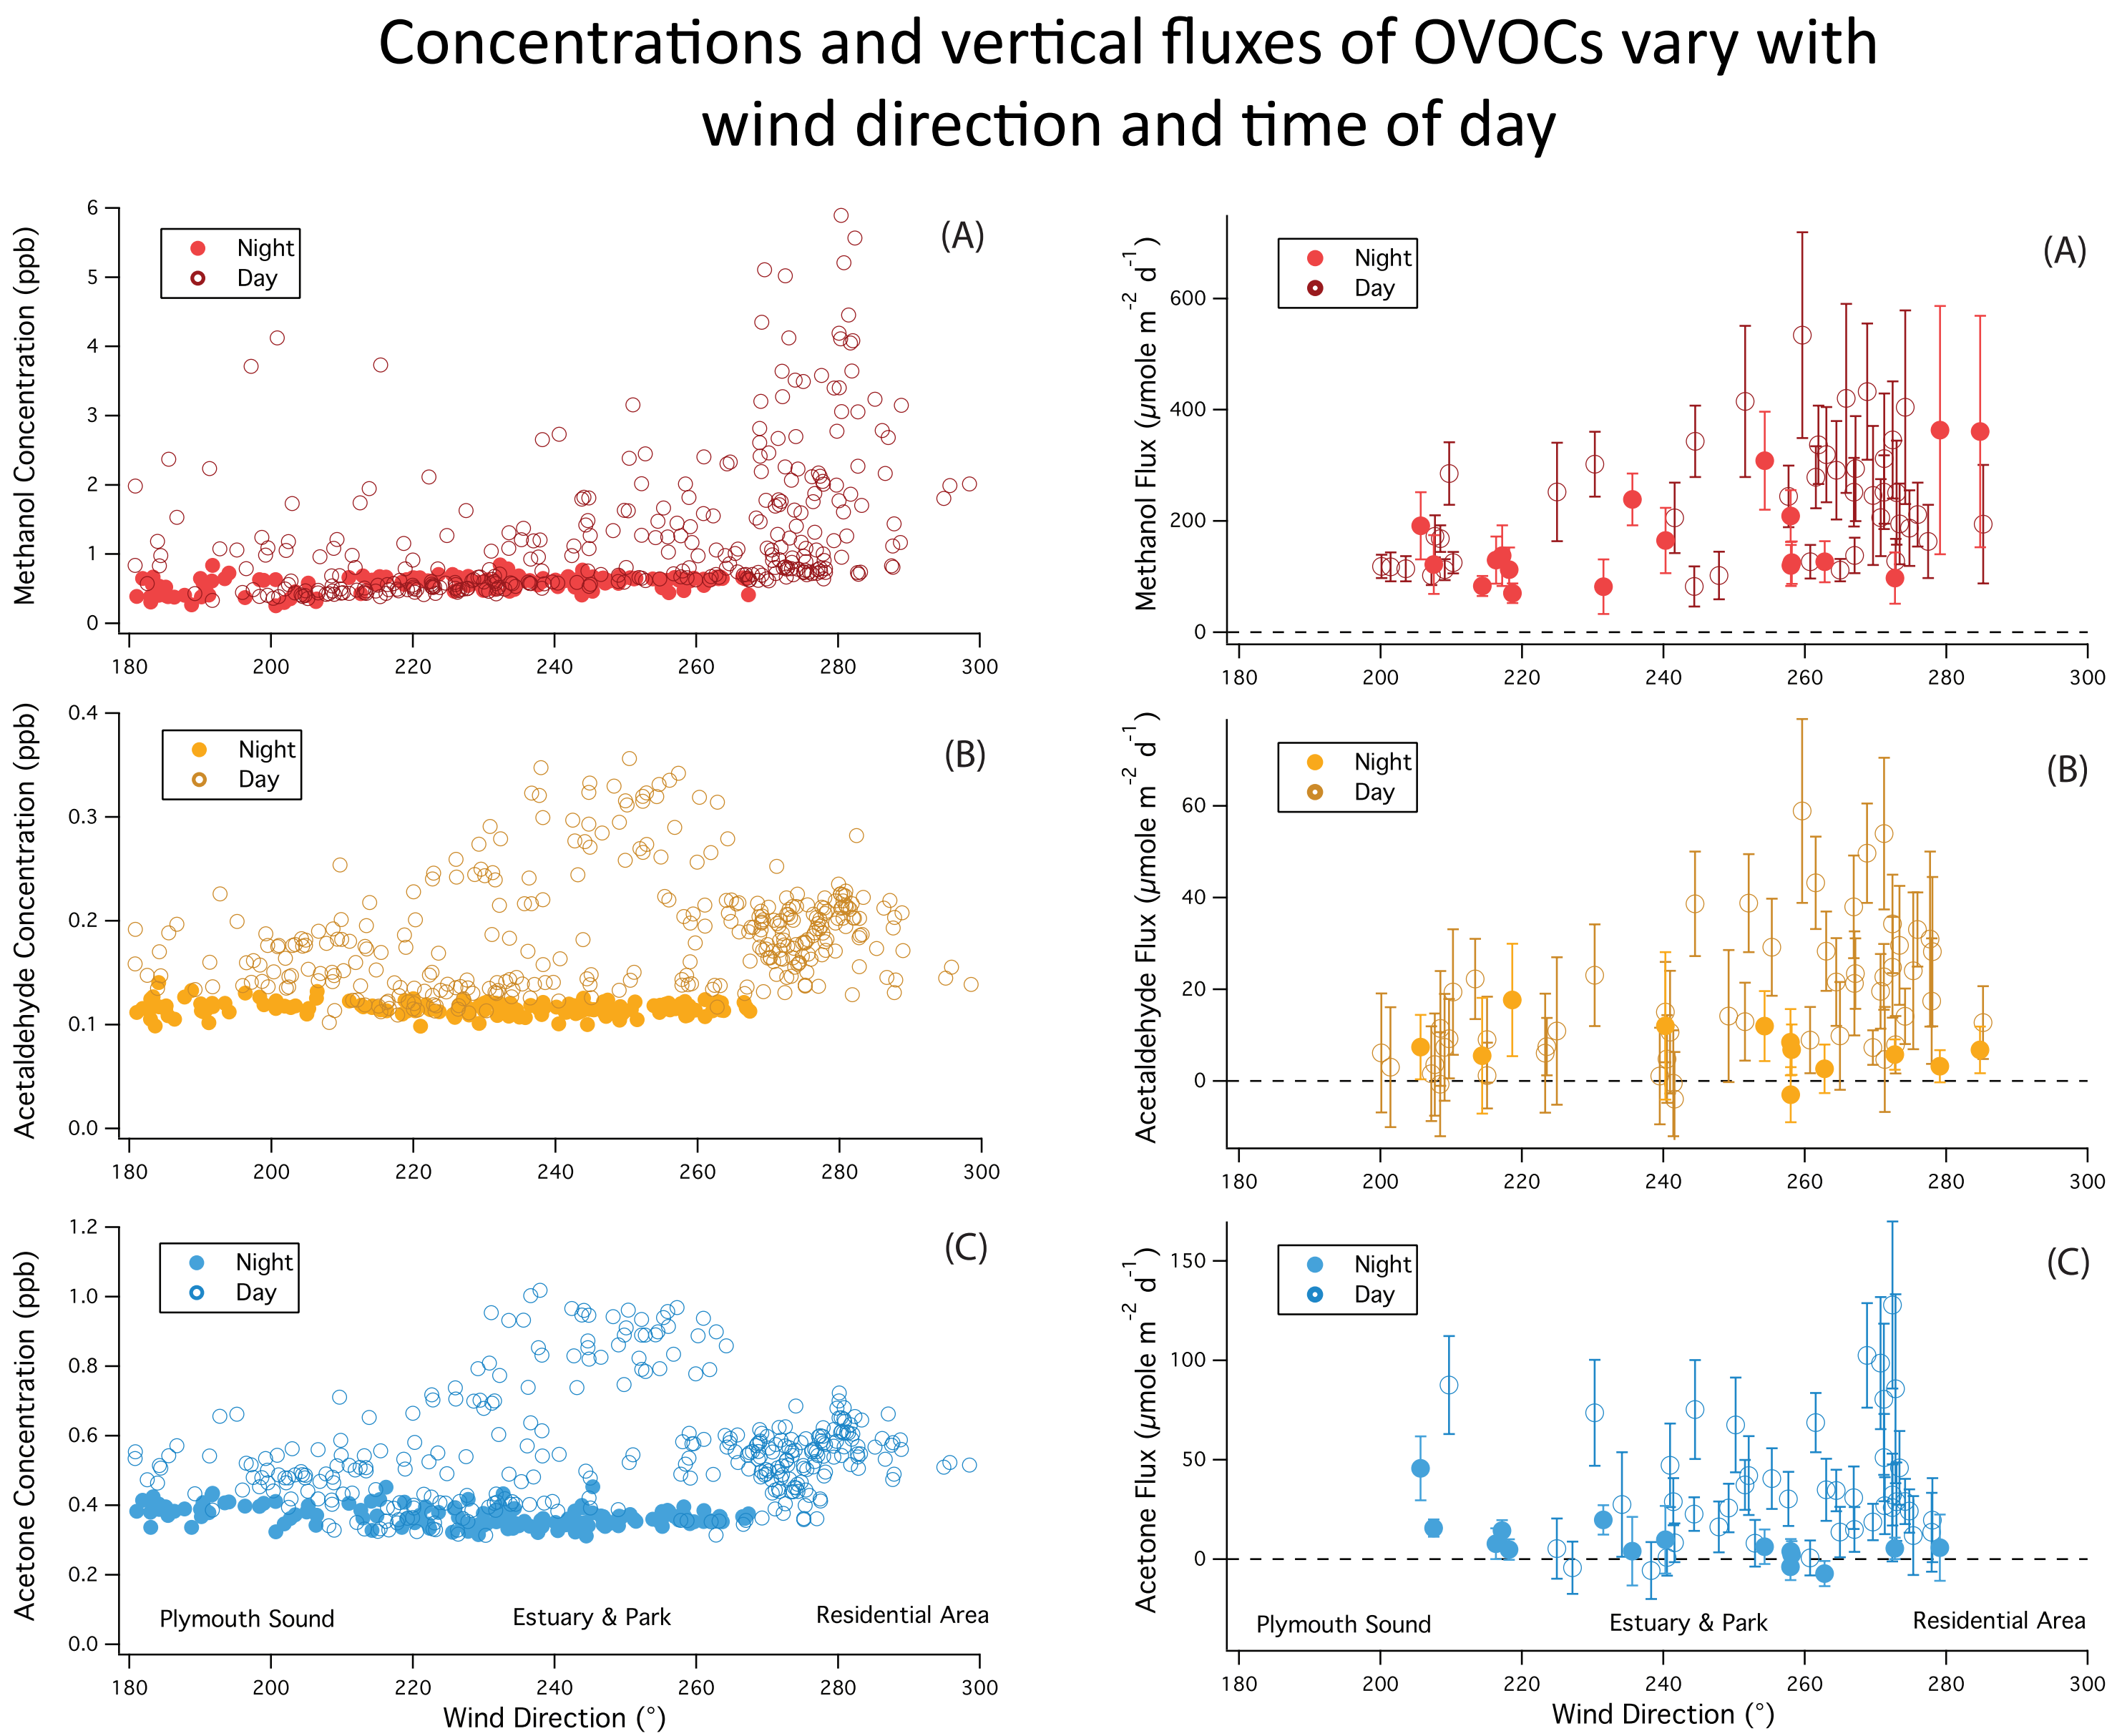 Concentrations and vertical fluxes of OVOCs vary with
wind direction and time of day
Methanol Concentration (ppb)
6
5
4
3
2
1
0
Night
Day
(A)
180 200 220 240 260 280 300
Methanol Flux (µmole m-2 d-1)
600
400
200
0
Night
Day
(A)
180 200 220 240 260 280 300
Acetaldehyde Concentration (ppb)
0.4
0.3
0.2
0.1
0.0
Night
Day
(B)
180 200 220 240 260 280 300
Acetaldehyde Flux (µmole m-2 d-1)
60
40
20
0
Night
Day
(B)
180 200 220 240 260 280 300
Acetone Concentration (ppb)
1.2
1.0
0.8
0.6
0.4
0.2
0.0
Night
Day
(C)
Plymouth Sound Estuary & Park Residential Area
180 200 220 240 260 280 300
Wind Direction (°)
Acetone Flux (µmole m-2 d-1)
150
100
50
0
Night
Day
(C)
Plymouth Sound Estuary & Park Residential Area
180 200 220 240 260 280 300
Wind Direction (°)